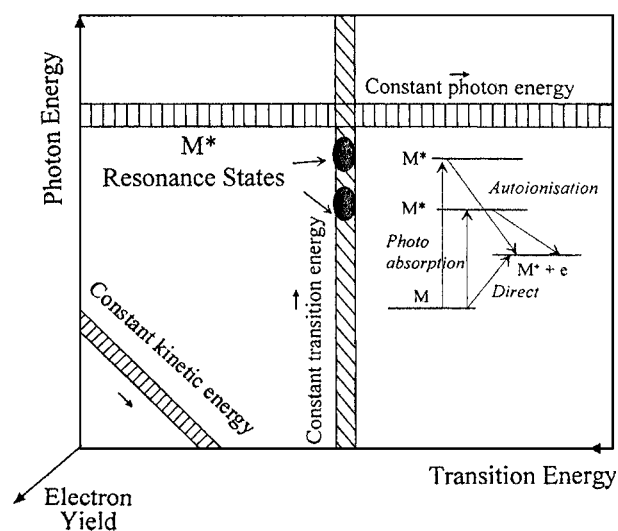 Photon Energy
Constant photon energy
M*
Resonance States
M*
Autoionisation
M*
Photo
absorption
M⁺ + e
M
Direct
Constant transition energy
Constant kinetic energy
Transition Energy
Electron
Yield